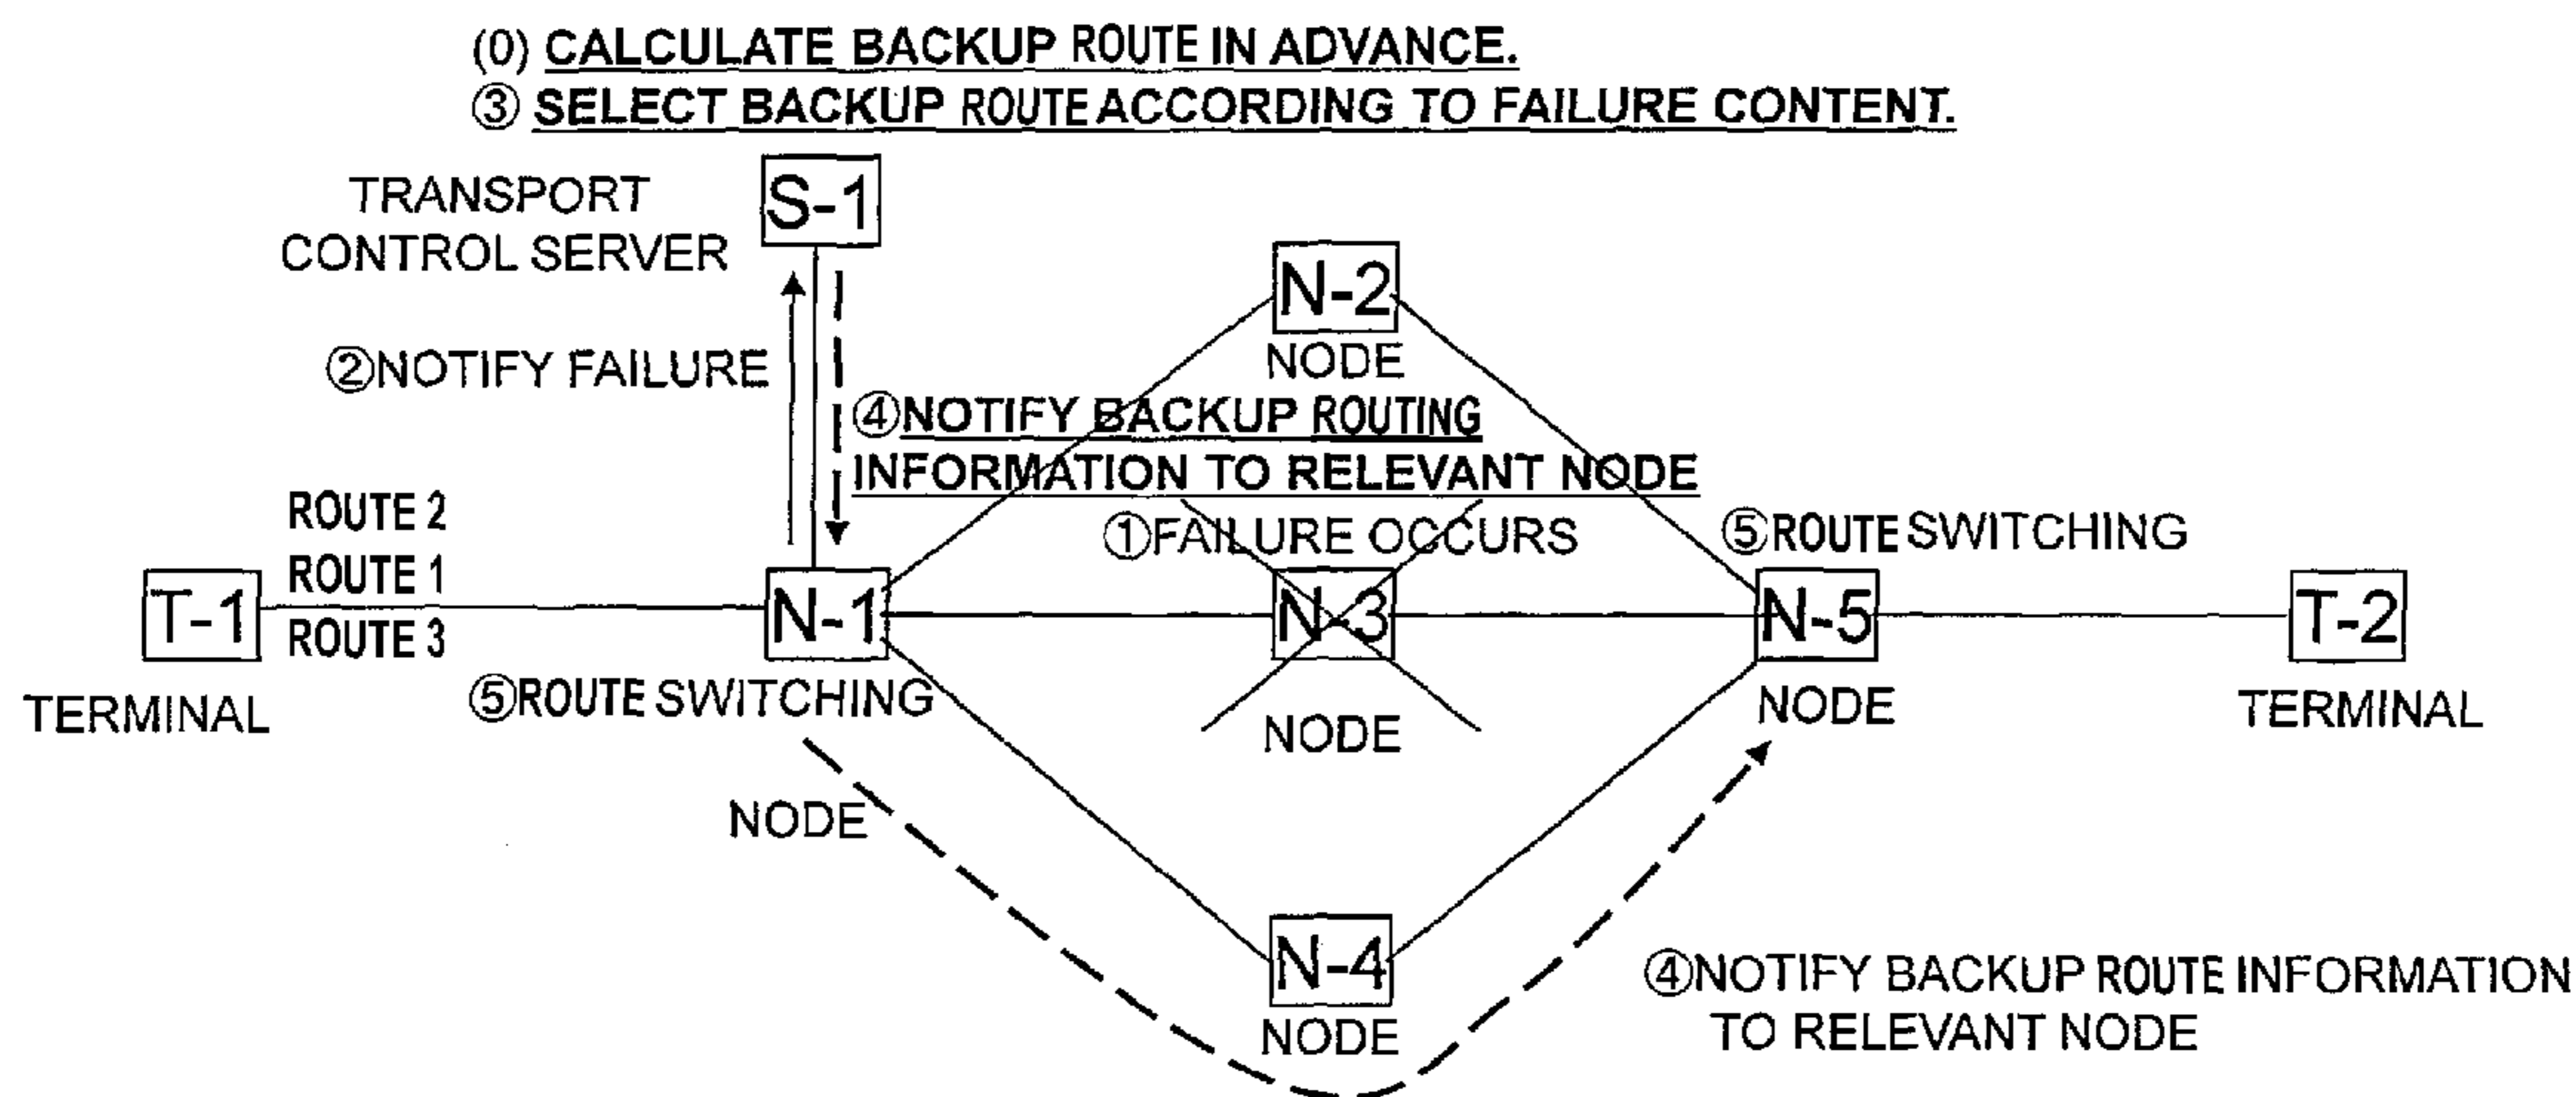 (0) CALCULATE BACKUP ROUTE IN ADVANCE.
③ SELECT BACKUP ROUTE ACCORDING TO FAILURE CONTENT.
TRANSPORT
CONTROL SERVER
S-1
N-2
NODE
②NOTIFY FAILURE
④NOTIFY BACKUP ROUTING
INFORMATION TO RELEVANT NODE
①FAILURE OCCURS
ROUTE 2
ROUTE 1
ROUTE 3
T-1
TERMINAL
N-1
⑤ROUTE SWITCHING
NODE
N-3
NODE
⑤ROUTE SWITCHING
N-5
NODE
T-2
TERMINAL
N-4
NODE
④NOTIFY BACKUP ROUTE INFORMATION
TO RELEVANT NODE